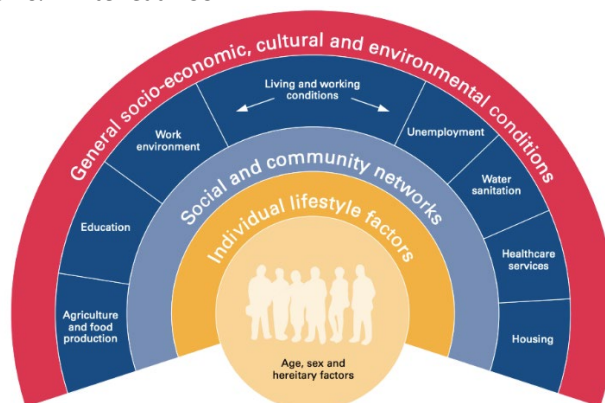 General socio-economic, cultural and environmental conditions
Living and working
conditions
Work
environment
Unemployment
Education
Water
sanitation
Agriculture
and food
production
Healthcare
services
Housing
Social and community networks
Individual lifestyle factors
Age, sex and
hereitary factors